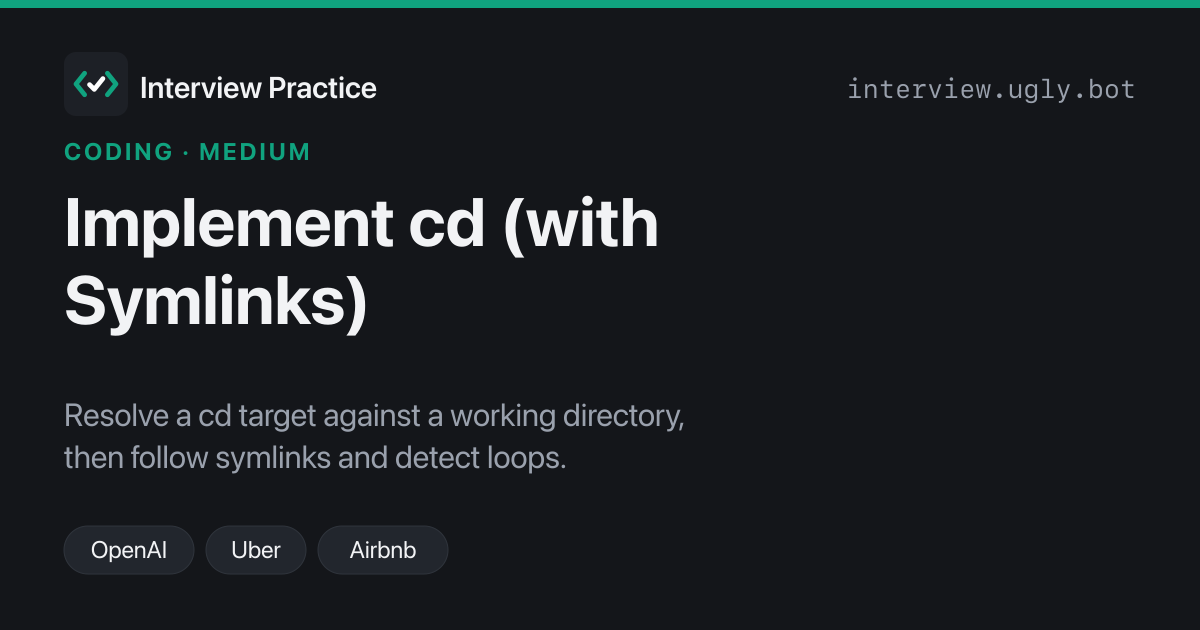 Interview Practice
interview.ugly.bot
CODING · MEDIUM
Implement cd (with
Symlinks)
Resolve a cd target against a working directory,
then follow symlinks and detect loops.
OpenAI
Uber
Airbnb